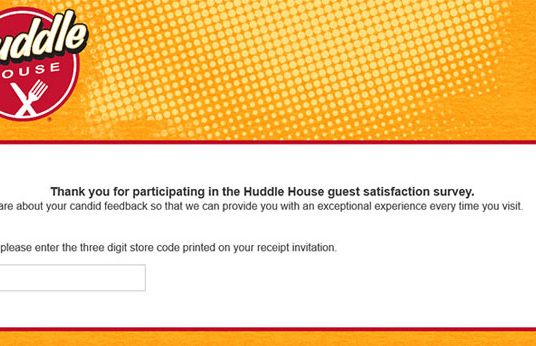 uddle
OUSE
Thank you for participating in the Huddle House guest satisfaction survey.
are about your candid feedback so that we can provide you with an exceptional experience every time you visit.
please enter the three digit store code printed on your receipt invitation.